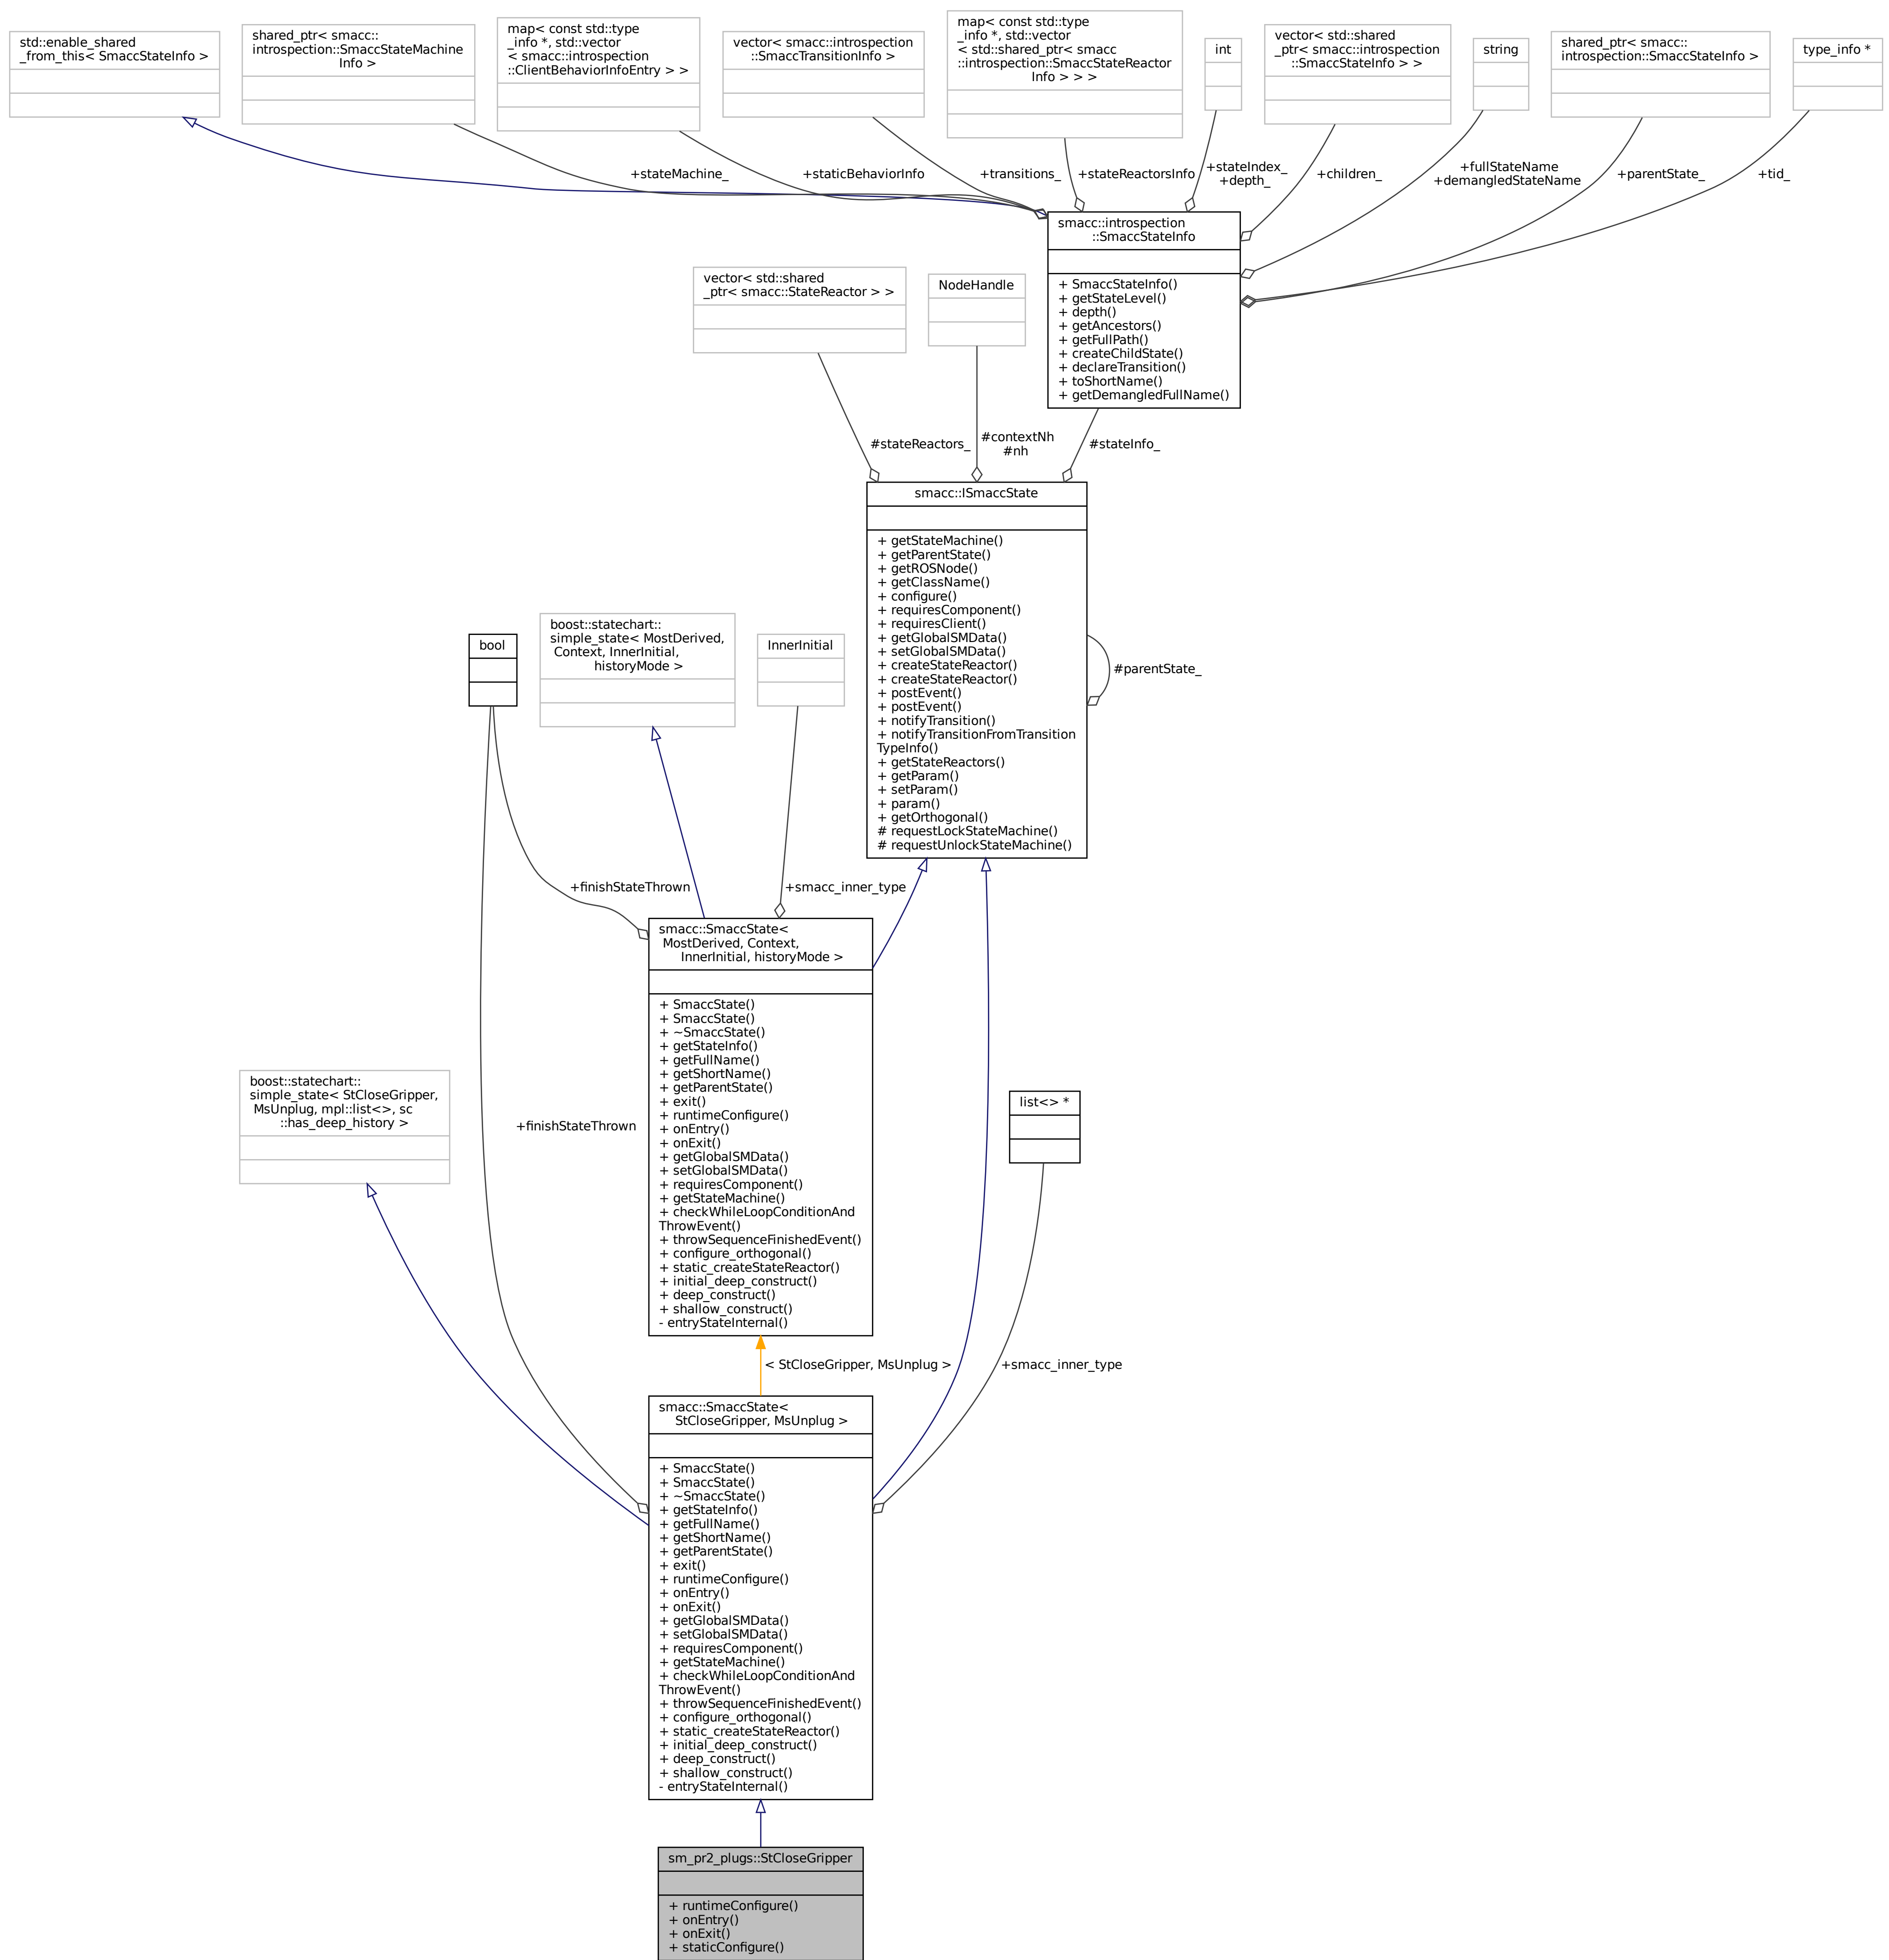 std::enable_shared
_from_this< SmaccStateInfo >
shared_ptr< smacc::
introspection::SmaccStateMachine
Info >
map< const std::type
_info *, std::vector
< smacc::introspection
::ClientBehaviorInfoEntry > >
vector< smacc::introspection
::SmaccTransitionInfo >
map< const std::type
_info *, std::vector
< std::shared_ptr< smacc
::introspection::SmaccStateReactor
Info > > >
int
vector< std::shared
_ptr< smacc::introspection
::SmaccStateInfo > >
string
shared_ptr< smacc::
introspection::SmaccStateInfo >
type_info *
+stateMachine_
+staticBehaviorInfo
+transitions_
+stateReactorsInfo
+stateIndex_
+depth_
+children_
+fullStateName
+demangledStateName
+parentState_
+tid_
smacc::introspection
::SmaccStateInfo
+ SmaccStateInfo()
+ getStateLevel()
+ depth()
+ getAncestors()
+ getFullPath()
+ createChildState()
+ declareTransition()
+ toShortName()
+ getDemangledFullName()
vector< std::shared
_ptr< smacc::StateReactor > >
NodeHandle
#stateReactors_
#contextNh
#nh
#stateInfo_
smacc::ISmaccState
+ getStateMachine()
+ getParentState()
+ getROSNode()
+ getClassName()
+ configure()
+ requiresComponent()
+ requiresClient()
+ getGlobalSMData()
+ setGlobalSMData()
+ createStateReactor()
+ createStateReactor()
+ postEvent()
+ postEvent()
+ notifyTransition()
+ notifyTransitionFromTransition
TypeInfo()
+ getStateReactors()
+ getParam()
+ setParam()
+ param()
+ getOrthogonal()
# requestLockStateMachine()
# requestUnlockStateMachine()
#parentState_
bool
boost::statechart::
simple_state< MostDerived,
Context, InnerInitial,
historyMode >
InnerInitial
+finishStateThrown
+smacc_inner_type
smacc::SmaccState<
MostDerived, Context,
InnerInitial, historyMode >
+ SmaccState()
+ SmaccState()
+ ~SmaccState()
+ getStateInfo()
+ getFullName()
+ getShortName()
+ getParentState()
+ exit()
+ runtimeConfigure()
+ onEntry()
+ onExit()
+ getGlobalSMData()
+ setGlobalSMData()
+ requiresComponent()
+ getStateMachine()
+ checkWhileLoopConditionAnd
ThrowEvent()
+ throwSequenceFinishedEvent()
+ configure_orthogonal()
+ static_createStateReactor()
+ initial_deep_construct()
+ deep_construct()
+ shallow_construct()
- entryStateInternal()
boost::statechart::
simple_state< StCloseGripper,
MsUnplug, mpl::list<>, sc
::has_deep_history >
+finishStateThrown
list<> *
< StCloseGripper, MsUnplug >
+smacc_inner_type
smacc::SmaccState<
StCloseGripper, MsUnplug >
+ SmaccState()
+ SmaccState()
+ ~SmaccState()
+ getStateInfo()
+ getFullName()
+ getShortName()
+ getParentState()
+ exit()
+ runtimeConfigure()
+ onEntry()
+ onExit()
+ getGlobalSMData()
+ setGlobalSMData()
+ requiresComponent()
+ getStateMachine()
+ checkWhileLoopConditionAnd
ThrowEvent()
+ throwSequenceFinishedEvent()
+ configure_orthogonal()
+ static_createStateReactor()
+ initial_deep_construct()
+ deep_construct()
+ shallow_construct()
- entryStateInternal()
sm_pr2_plugs::StCloseGripper
+ runtimeConfigure()
+ onEntry()
+ onExit()
+ staticConfigure()